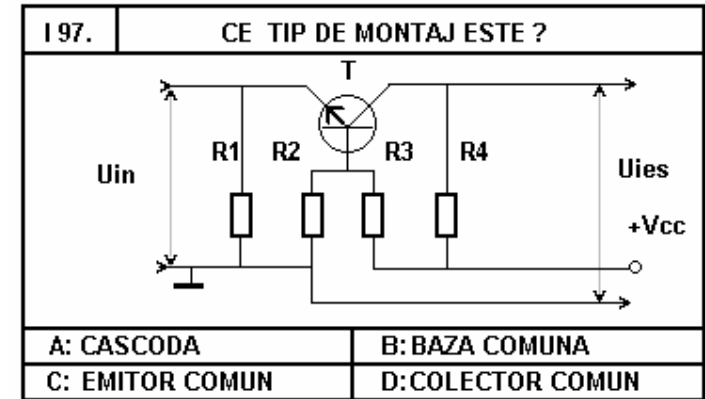 I 97. CE TIP DE MONTAJ ESTE ?
T
R1 R2 R3 R4
Uin Uies
+Vcc
A: CASCODA B: BAZA COMUNA
C: EMITOR COMUN D:COLECTOR COMUN